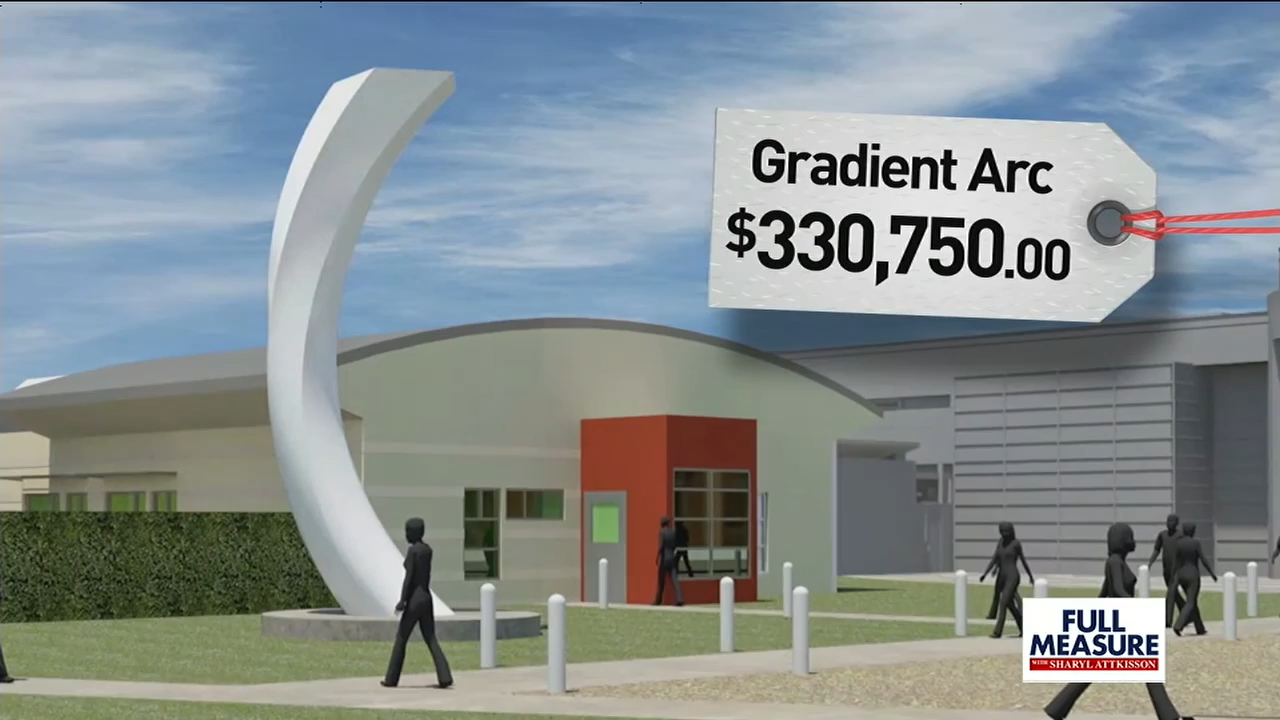 Gradient Arc
$330,750.00
FULL
MEASURE
WITH SHARYL ATTKISSON